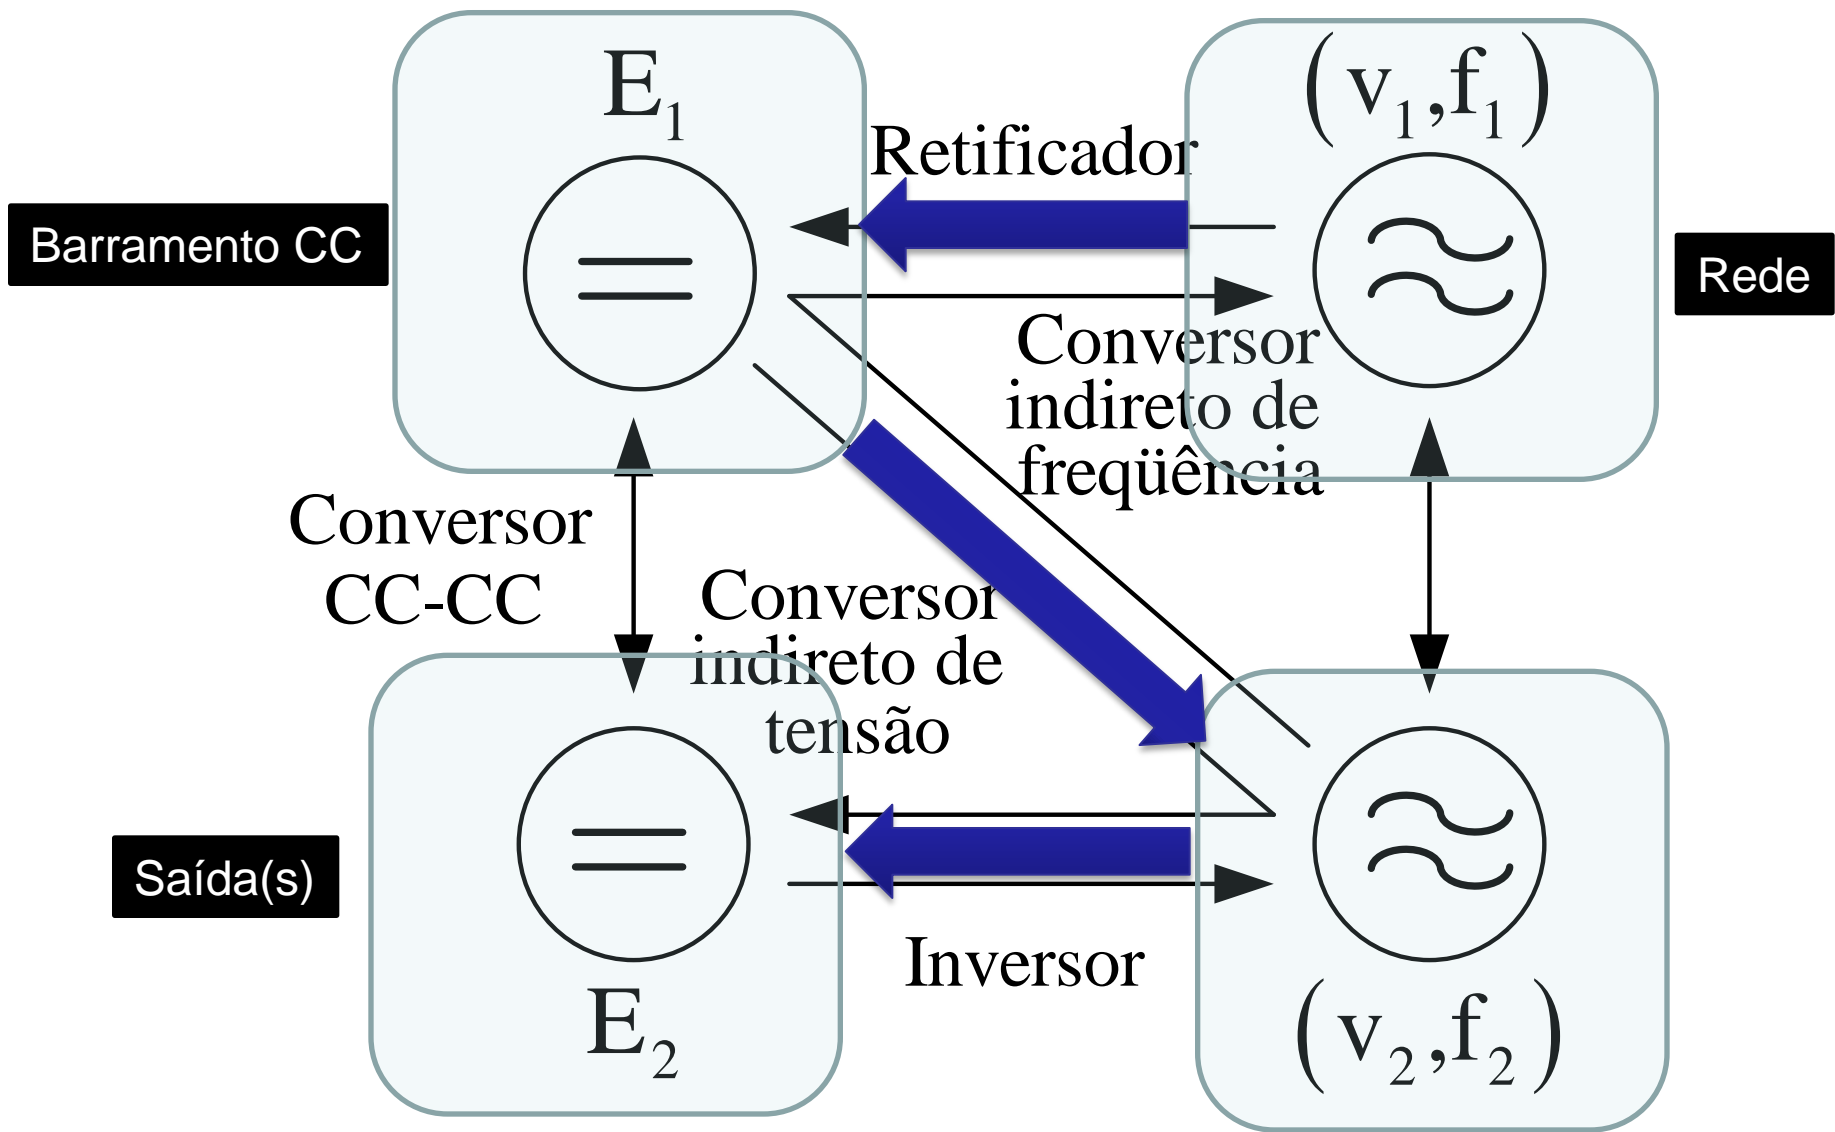 E₁
(v₁,f₁)
Retificador
Barramento CC
Rede
Conversor
indireto de
freqüência
Conversor
CC-CC
Conversor
indireto de
tensão
Saída(s)
Inversor
E₂
(v₂,f₂)